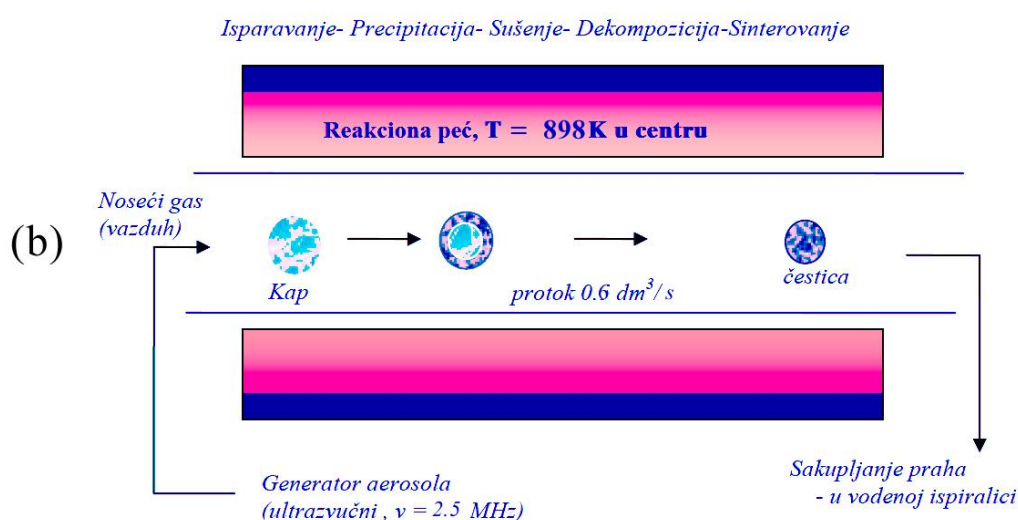 Isparavanje- Precipitacija- Sušenje- Dekompozicija-Sinterovanje
Reakciona peć, T = 898K u centru
Noseći gas
(vazduh)
(b)
Kap
protok 0.6 dm³/s
čestica
Generator aerosola
(ultrazvučni , ν = 2.5 MHz)
Sakupljanje praha
- u vodenoj ispiralici